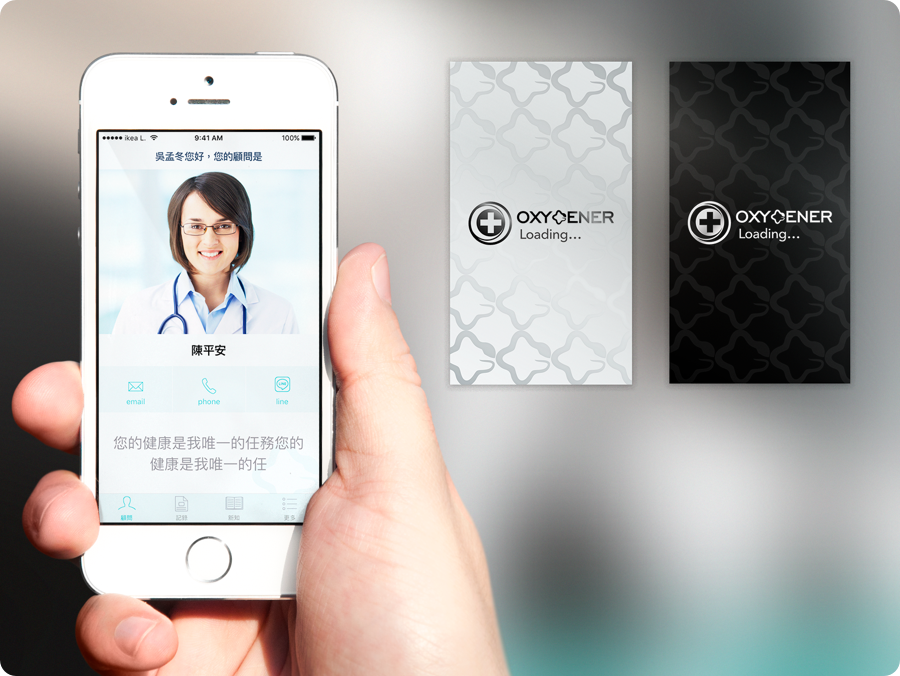 ikea L.
9:41 AM
100%
吳孟冬您好，您的顧問是
陳平安
email
phone
line
您的健康是我唯一的任務您的
健康是我唯一的任
顧問
記錄
新知
更多
OXYGENER
Loading...
OXYGENER
Loading...